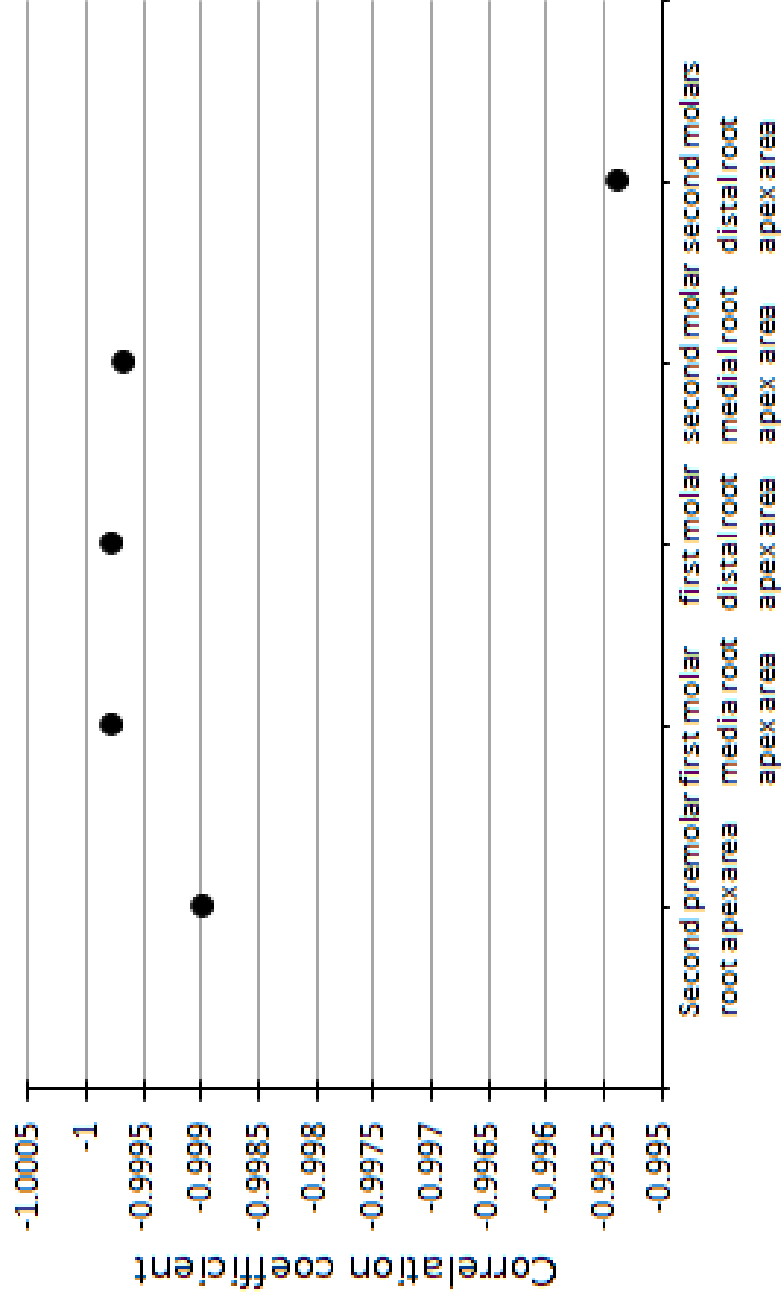 Correlation coefficient
-1.0005
-1
-0.9995
-0.999
-0.9985
-0.998
-0.9975
-0.997
-0.9965
-0.996
-0.9955
-0.995
Second premolar
root apex area
first molar
media root
apex area
first molar
distal root
apex area
second molar
medial root
apex area
second molars
distal root
apex area